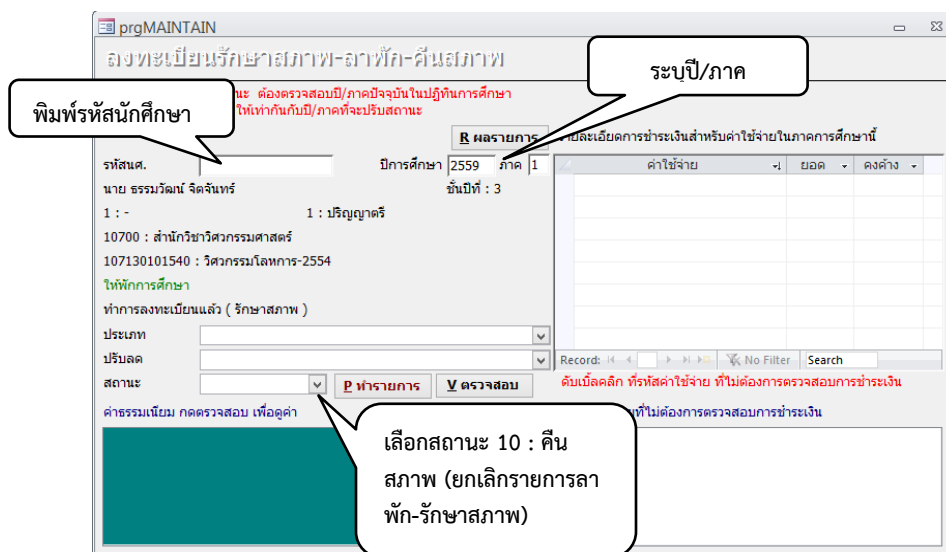 prgMAINTAIN
ลงทะเบียนรักษาสภาพ-ลาพัก-คืนสภาพ
ระบุปี/ภาค
นะ ต้องตรวจสอบปี/ภาคปัจจุบันในปฏิทินการศึกษา
ให้เท่ากันกับปี/ภาคที่จะปรับสถานะ
พิมพ์รหัสนักศึกษา
R ผลรายการ
ายละเอียดการชำระเงินสำหรับค่าใช้จ่ายในภาคการศึกษานี้
รหัสนศ. ปีการศึกษา 2559 ภาค 1
ค่าใช้จ่าย ยอด คงค้าง
นาย ธรรมวัฒน์ จิตจันทร์ ชั้นปีที่ : 3
1 : - 1 : ปริญญาตรี
10700 : สำนักวิชาวิศวกรรมศาสตร์
107130101540 : วิศวกรรมโลหการ-2554
ให้พักการศึกษา
ทำการลงทะเบียนแล้ว ( รักษาสภาพ )
ประเภท
ปรับลด
Record: No Filter Search
สถานะ P ทำรายการ V ตรวจสอบ
ดับเบิ้ลคลิก ที่รหัสค่าใช้จ่าย ที่ไม่ต้องการตรวจสอบการชำระเงิน
ค่าธรรมเนียม กดตรวจสอบ เพื่อดูค่า
ที่ไม่ต้องการตรวจสอบการชำระเงิน
เลือกสถานะ 10 : คืน
สภาพ (ยกเลิกรายการลา
พัก-รักษาสภาพ)